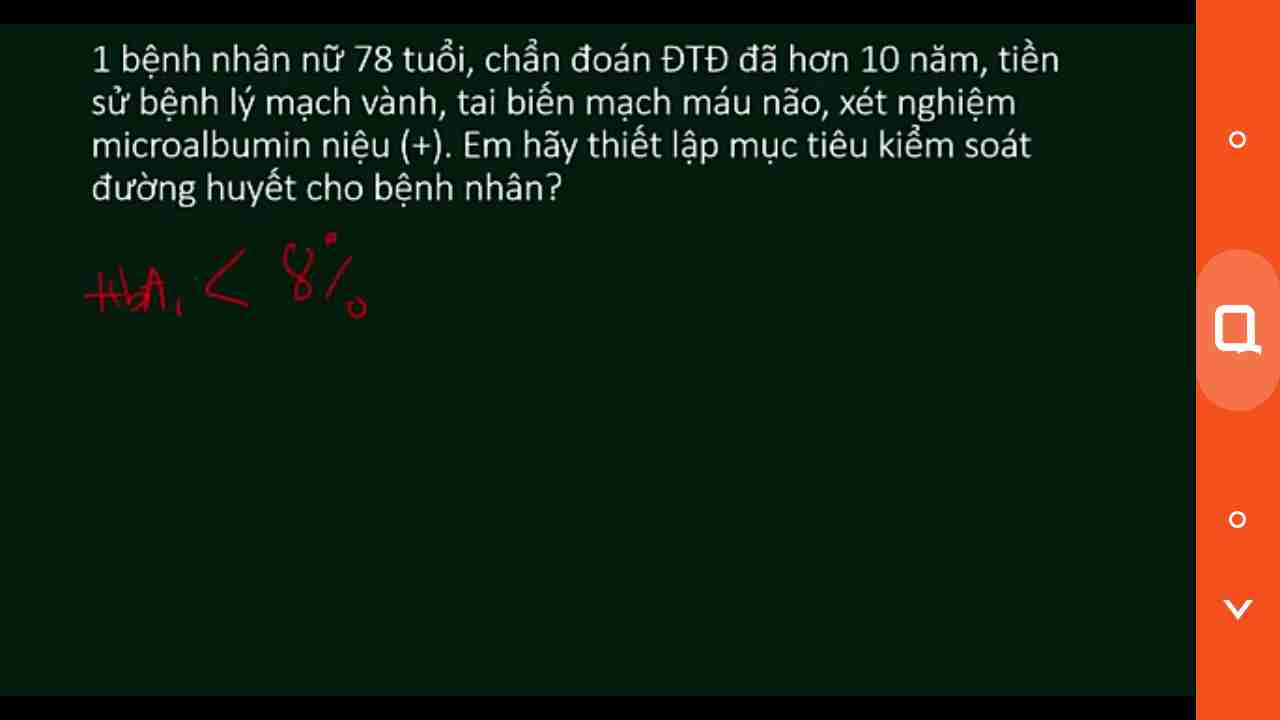 1 bệnh nhân nữ 78 tuổi, chẩn đoán ĐTĐ đã hơn 10 năm, tiền
sử bệnh lý mạch vành, tai biến mạch máu não, xét nghiệm
microalbumin niệu (+). Em hãy thiết lập mục tiêu kiểm soát
đường huyết cho bệnh nhân?
HbA₁ < 8%